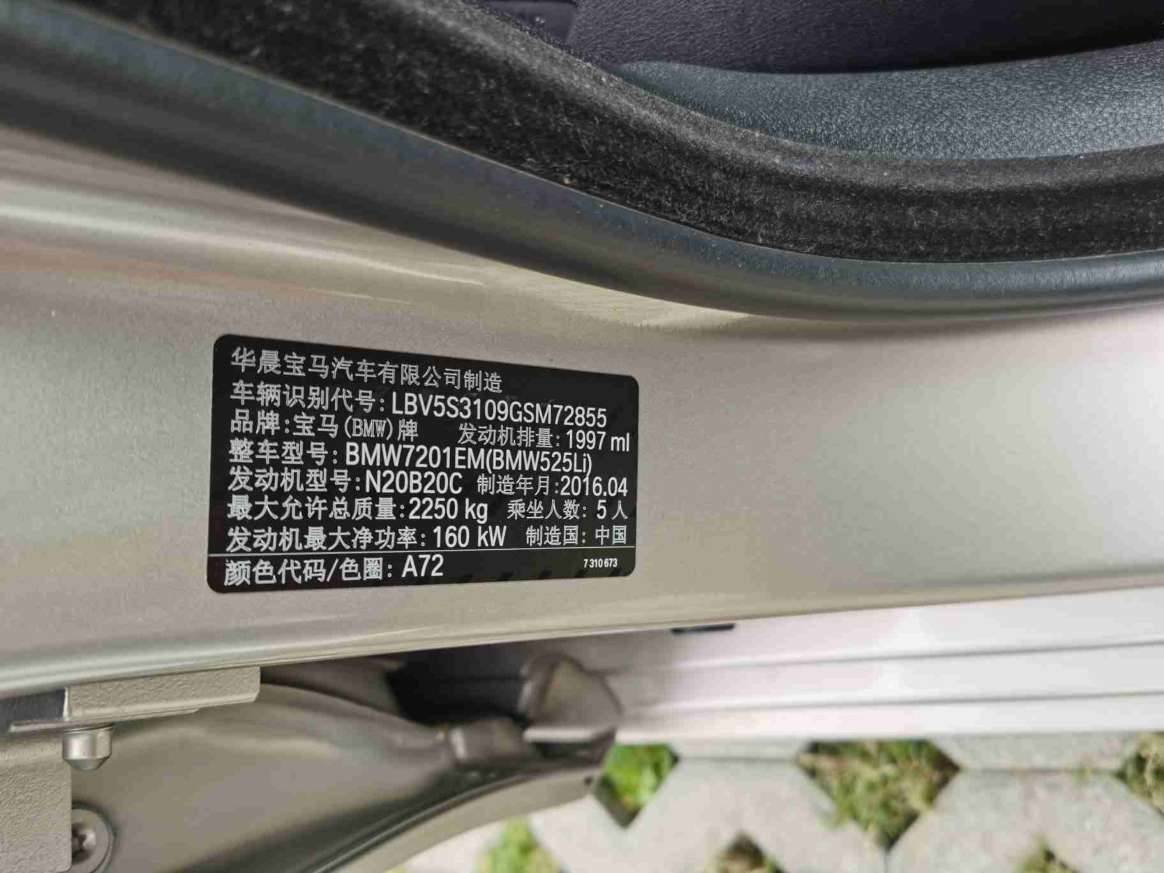 华晨宝马汽车有限公司制造
车辆识别代号: LBV5S3109GSM72855
品牌: 宝马(BMW)牌 发动机排量: 1997 ml
整车型号: BMW7201EM(BMW525Li)
发动机型号: N20B20C 制造年月: 2016.04
最大允许总质量: 2250 kg 乘坐人数: 5 人
发动机最大净功率: 160 kW 制造国: 中国
颜色代码/色圈: A72 7 310 673